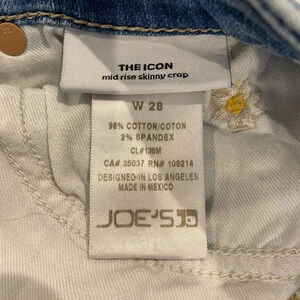 THE ICON
mid rise skinny crop
W 28
98% COTTON/COTON
2% SPANDEX
CL#139M
CA# 35037 RN# 106214
DESIGNED IN LOS ANGELES
MADE IN MEXICO
JOE'S